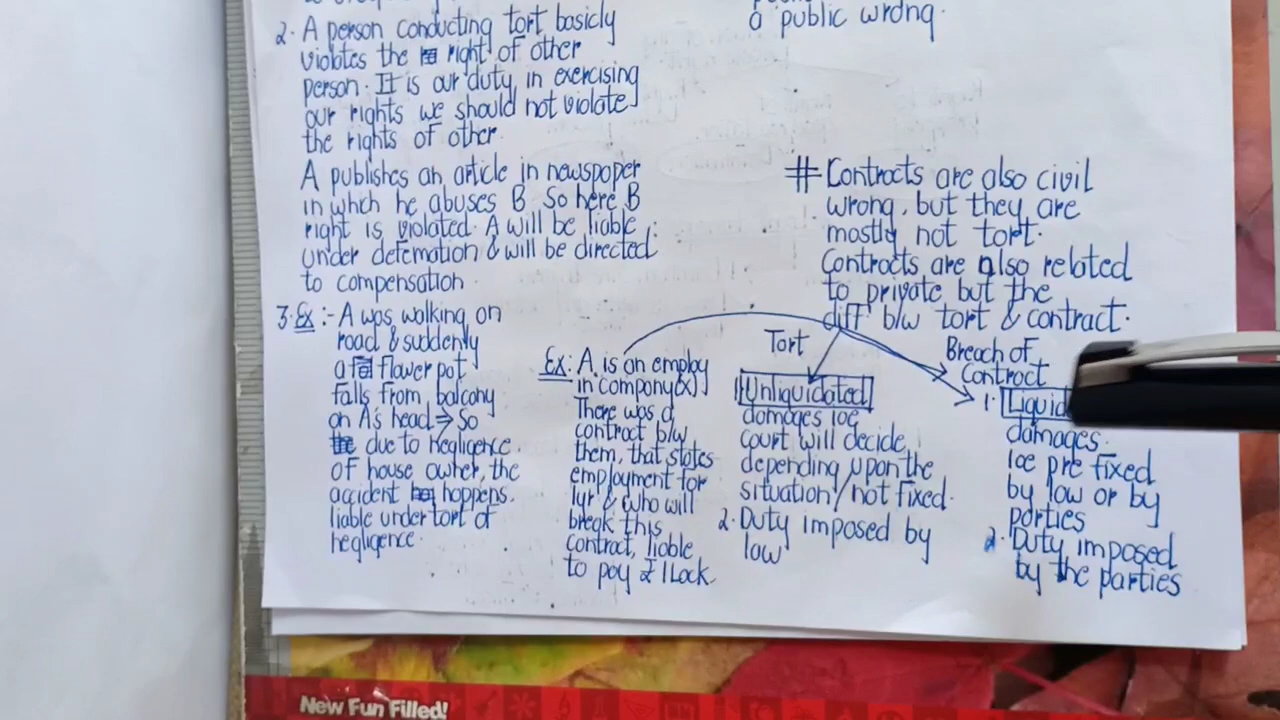 2. A person conducting tort basicly
violates the right of other
person. It is our duty, in exercising
our rights we should not violate
the rights of other.
A publishes an article in newspaper
in which he abuses B. So here B
right is violated. A will be liable
under defemation & will be directed
to compensation.
3. Ex :- A was walking on
road & suddenly
a flower pot
falls from balcony
on A's head → So
due to negligence
of house owner, the
accident happens.
liable under tort of
negligence.
a public wrong.
# Contracts are also civil
wrong, but they are
mostly not tort.
Contracts are also related
to private but the
diff b/w tort & contract.
Ex: A is an employ
in company(x)
There was a
contract b/w
them, that states
employment for
1yr & who will
break this
contract, liable
to pay ₹ 1 Lack.
Tort
1. Unliquidated
damages ice
court will decide,
depending upon the
situation/not fixed.
2. Duty imposed by
law
Breach of
Contract
1. Liquid
damages.
ice pre fixed
by law or by
parties
2. Duty imposed
by the parties
New Fun Filled!